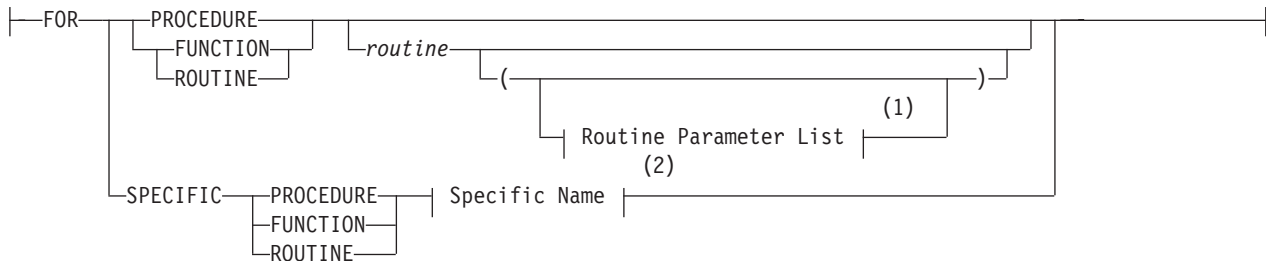 FOR PROCEDURE
FUNCTION routine
ROUTINE ( )
(1)
Routine Parameter List
(2)
SPECIFIC PROCEDURE Specific Name
FUNCTION
ROUTINE